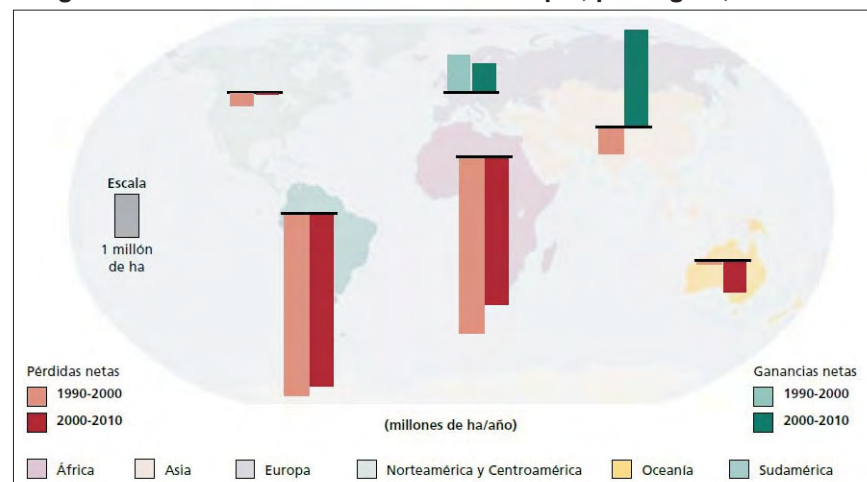 Escala
1 millón
de ha
Pérdidas netas
1990-2000
2000-2010
(millones de ha/año)
Ganancias netas
1990-2000
2000-2010
África
Asia
Europa
Norteamérica y Centroamérica
Oceanía
Sudamérica